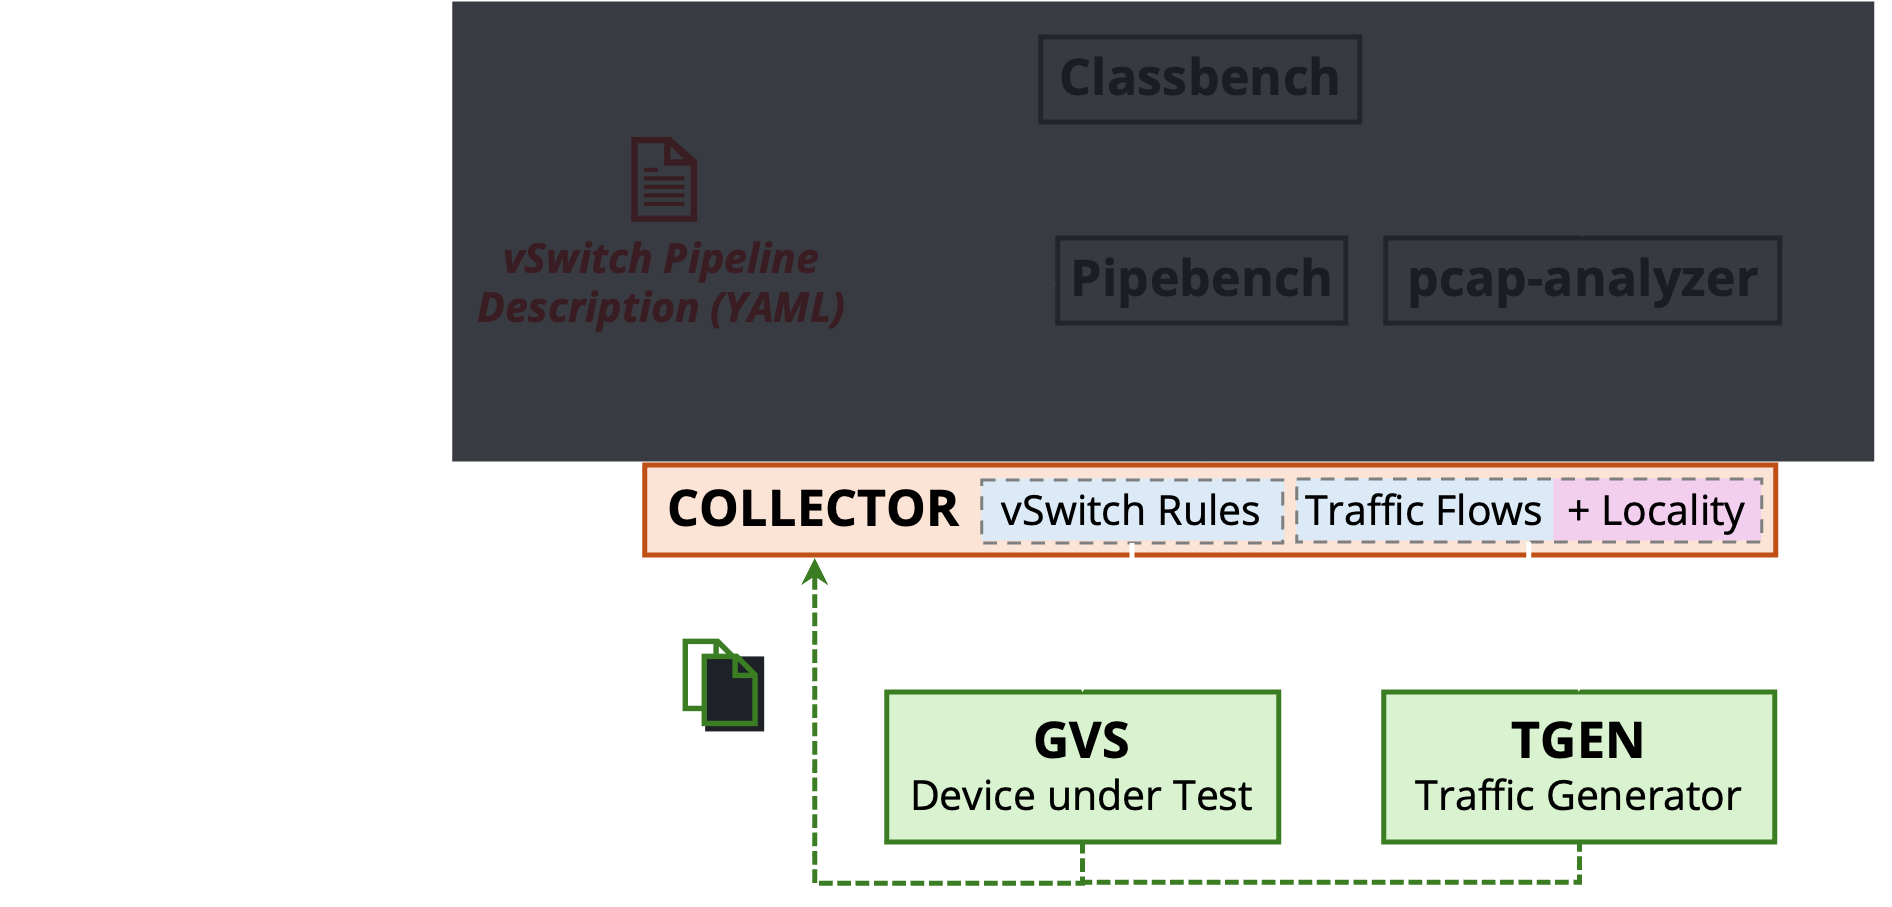 Classbench
vSwitch Pipeline
Description (YAML)
Pipebench
pcap-analyzer
COLLECTOR
vSwitch Rules
Traffic Flows
+ Locality
GVS
Device under Test
TGEN
Traffic Generator